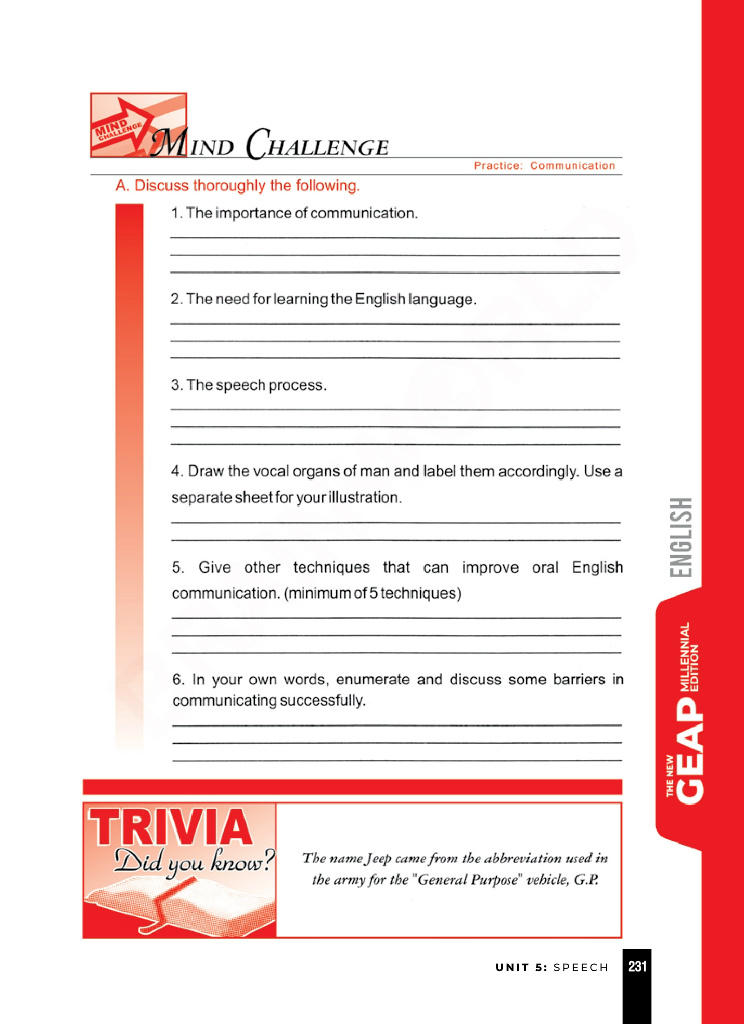 MIND CHALLENGE
MIND CHALLENGE
Practice: Communication
A. Discuss thoroughly the following.
1. The importance of communication.
2. The need for learning the English language.
3. The speech process.
4. Draw the vocal organs of man and label them accordingly. Use a
separate sheet for your illustration.
5. Give other techniques that can improve oral English
communication. (minimum of 5 techniques)
6. In your own words, enumerate and discuss some barriers in
communicating successfully.
TRIVIA
Did you know?
The name Jeep came from the abbreviation used in
the army for the "General Purpose" vehicle, G.P.
ENGLISH
THE NEW
GEAP
MILLENNIAL
EDITION
UNIT 5: SPEECH 231